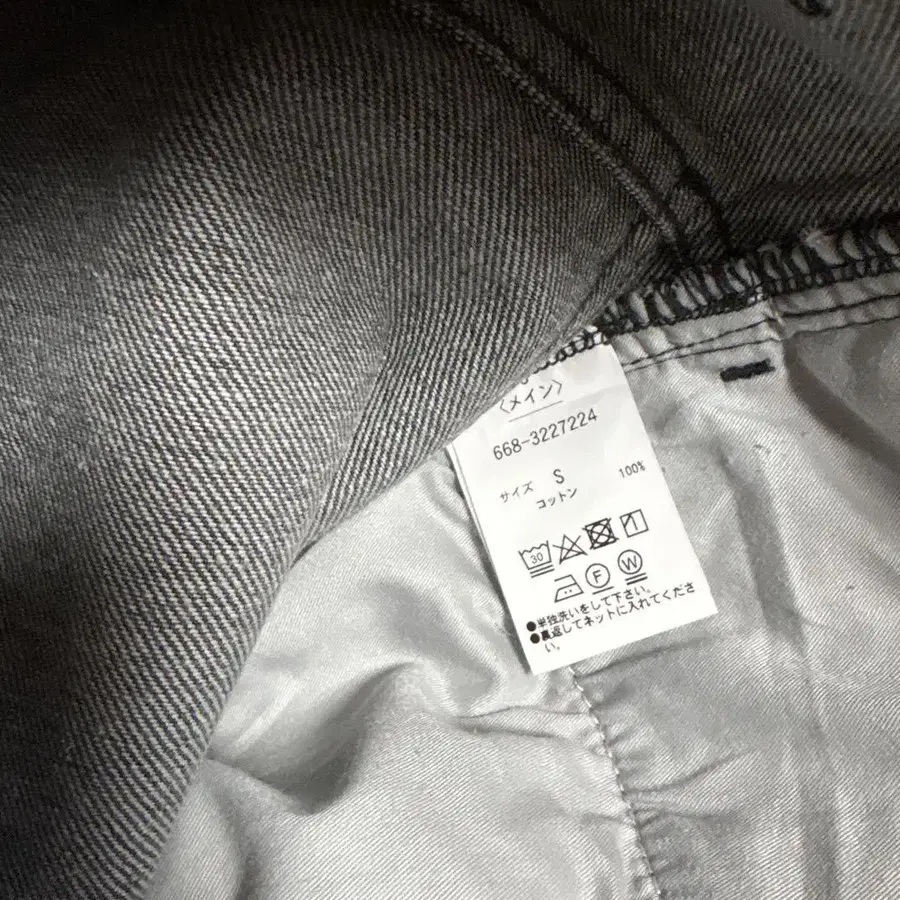 〈メイン〉
668-3227224
サイズ S
コットン 100%
30
F W
●単独洗いをして下さい。
●裏返してネットに入れてくださ
い。